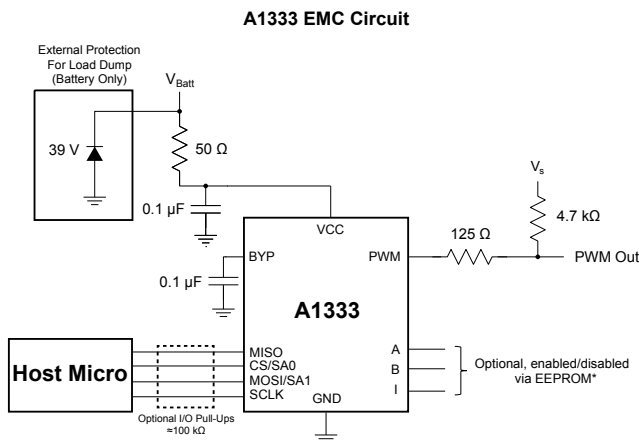 A1333 EMC Circuit
External Protection
For Load Dump
(Battery Only)
V_Batt
39 V
50 Ω
0.1 µF
VCC
V_s
4.7 kΩ
125 Ω
BYP
PWM
PWM Out
0.1 µF
A1333
Host Micro
MISO
CS/SA0
MOSI/SA1
SCLK
A
B
I
Optional, enabled/disabled
via EEPROM*
GND
Optional I/O Pull-Ups
≈100 kΩ